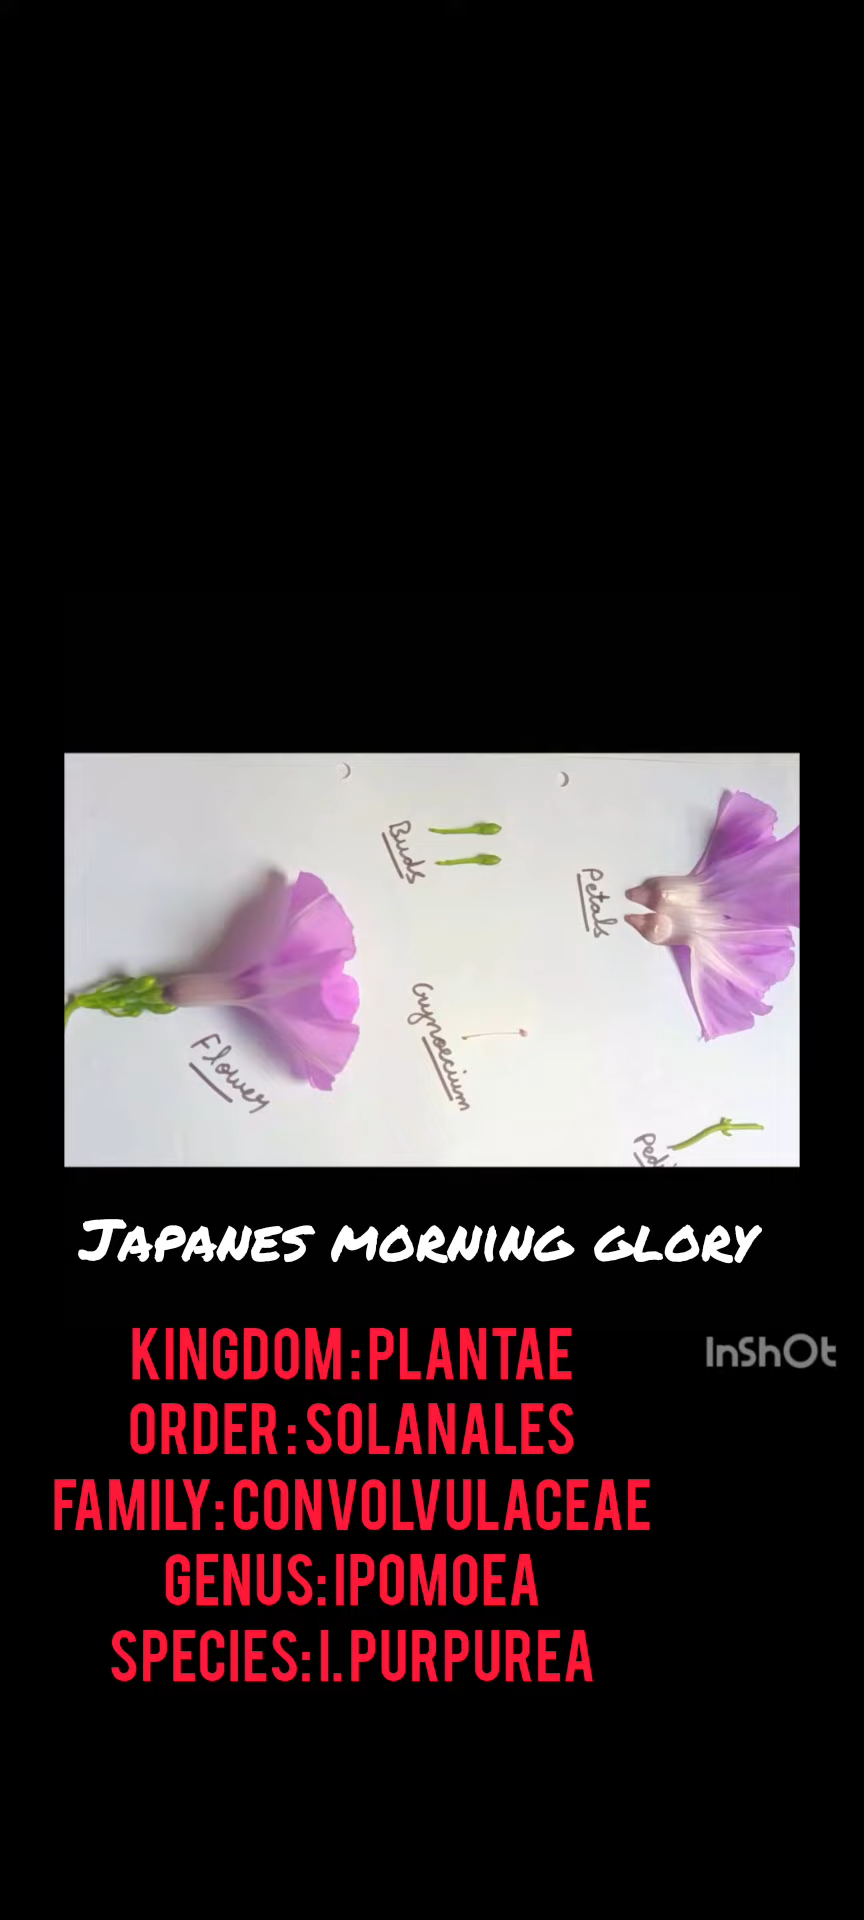 Buds
Petals
Flower
Gynoecium
JAPANES MORNING GLORY
KINGDOM:PLANTAE
InShOt
ORDER:SOLANALES
FAMILY:CONVOLVULACEAE
GENUS:IPOMOEA
SPECIES:I.PURPUREA